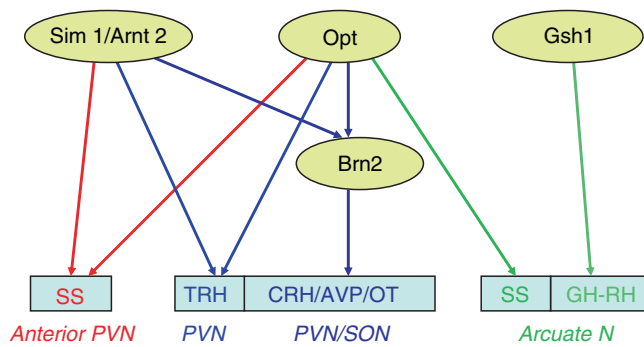 Sim 1/Arnt 2
Opt
Gsh1
Brn2
SS
TRH
CRH/AVP/OT
SS
GH-RH
Anterior PVN
PVN
PVN/SON
Arcuate N